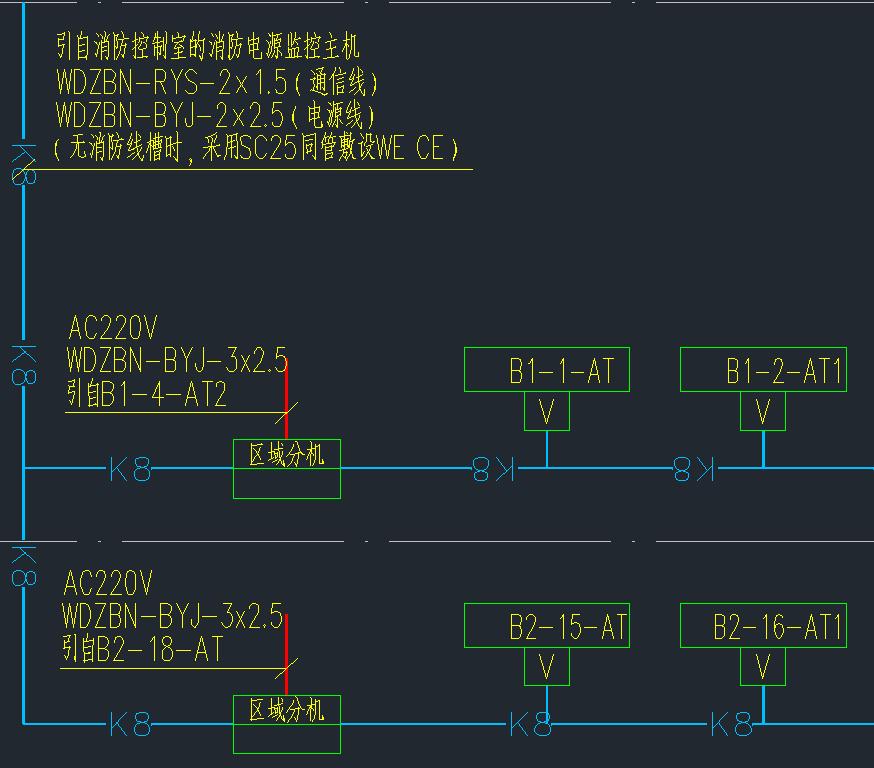 引自消防控制室的消防电源监控主机
WDZBN-RYS-2×1.5(通信线)
WDZBN-BYJ-2×2.5(电源线)
(无消防线槽时,采用SC25同管敷设WE CE)
K8
K8
AC220V
WDZBN-BYJ-3x2.5
引自B1-4-AT2
B1-1-AT
B1-2-AT1
V
V
区域分机
K8
K8
K8
K8
AC220V
WDZBN-BYJ-3x2.5
引自B2-18-AT
B2-15-AT
B2-16-AT1
V
V
区域分机
K8
K8
K8